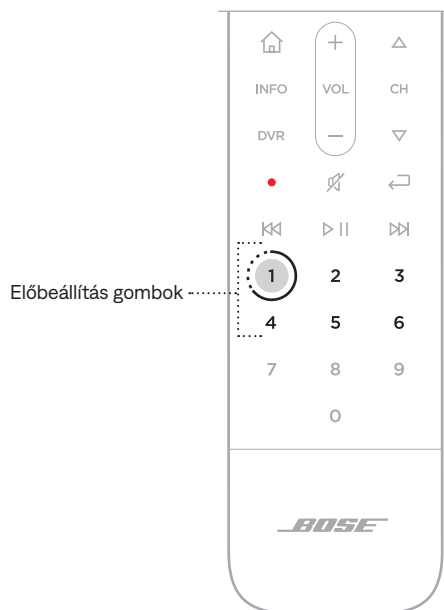 INFO VOL CH
DVR
1 2 3
Előbeállítás gombok
4 5 6
7 8 9
0
BOSE